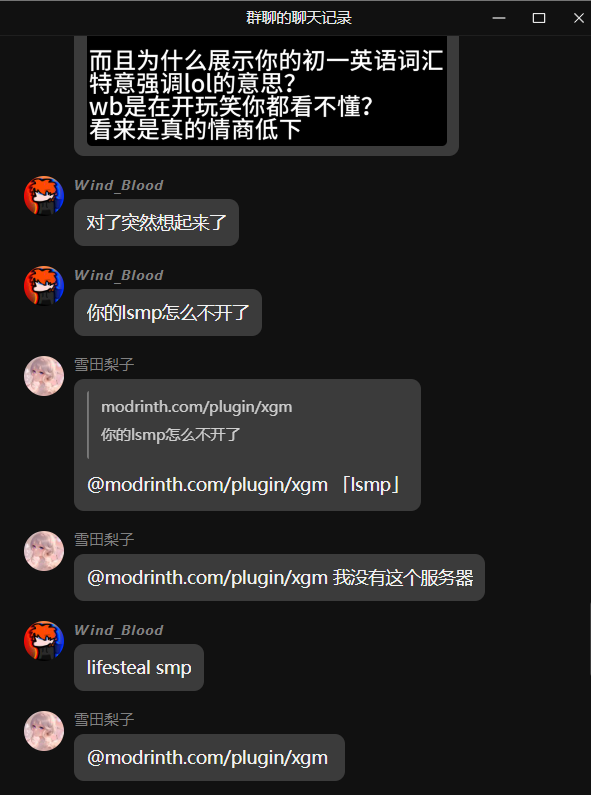 群聊的聊天记录
而且为什么展示你的初一英语词汇
特意强调lol的意思？
wb是在开玩笑你都看不懂？
看来是真的情商低下
Wind_Blood
对了突然想起来了
Wind_Blood
你的lsmp怎么不开了
雪田梨子
modrinth.com/plugin/xgm
你的lsmp怎么不开了
@modrinth.com/plugin/xgm 「lsmp」
雪田梨子
@modrinth.com/plugin/xgm 我没有这个服务器
Wind_Blood
lifesteal smp
雪田梨子
@modrinth.com/plugin/xgm